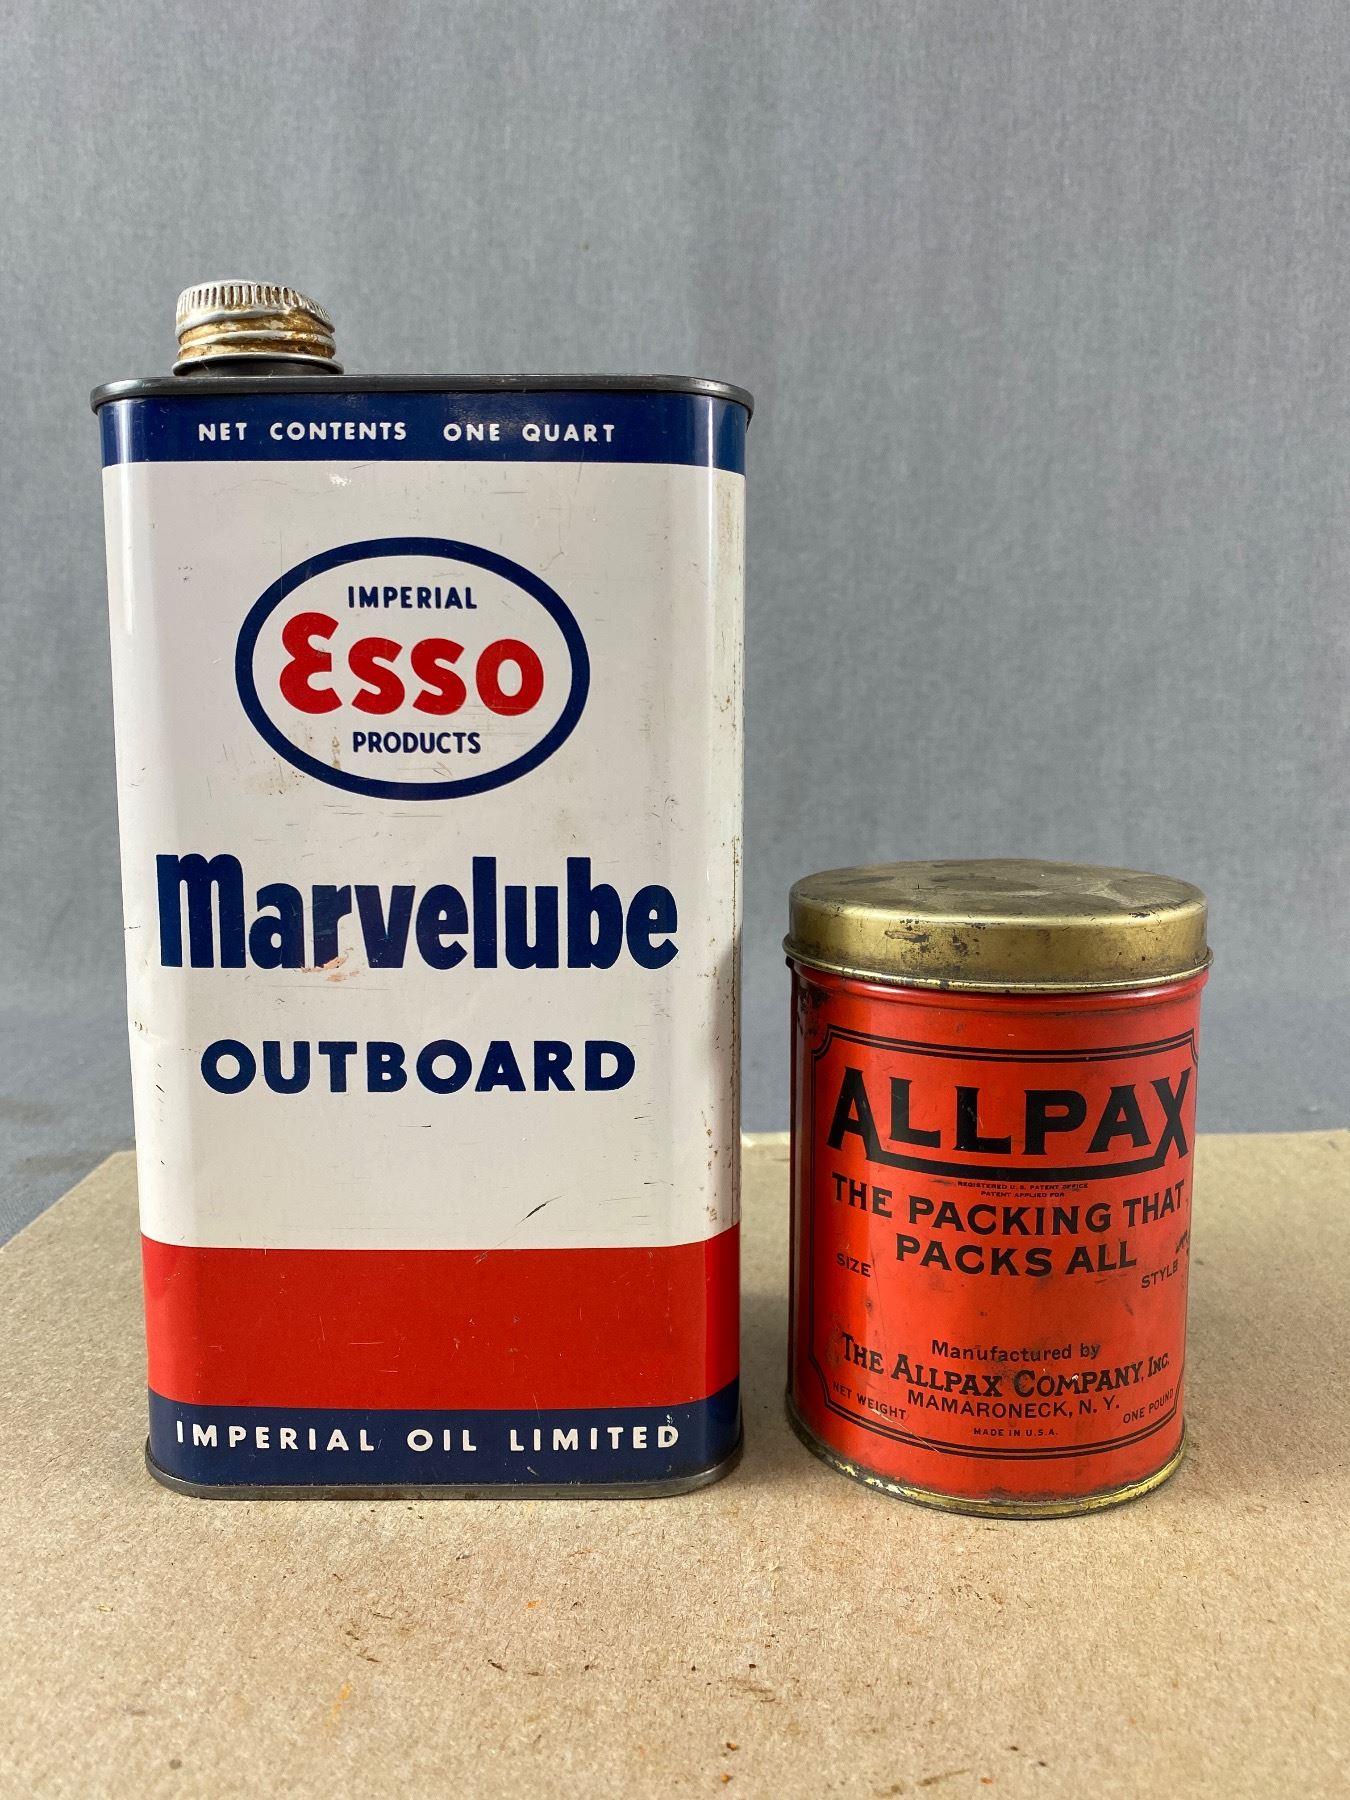 NET CONTENTS ONE QUART
IMPERIAL
Esso
PRODUCTS
Marvelube
OUTBOARD
IMPERIAL OIL LIMITED
ALLPAX
REGISTERED U.S. PATENT OFFICE
PATENT APPLIED FOR
THE PACKING THAT
PACKS ALL
SIZE STYLE
Manufactured by
THE ALLPAX COMPANY, INC.
MAMARONECK, N. Y.
NET WEIGHT ONE POUND
MADE IN U.S.A.